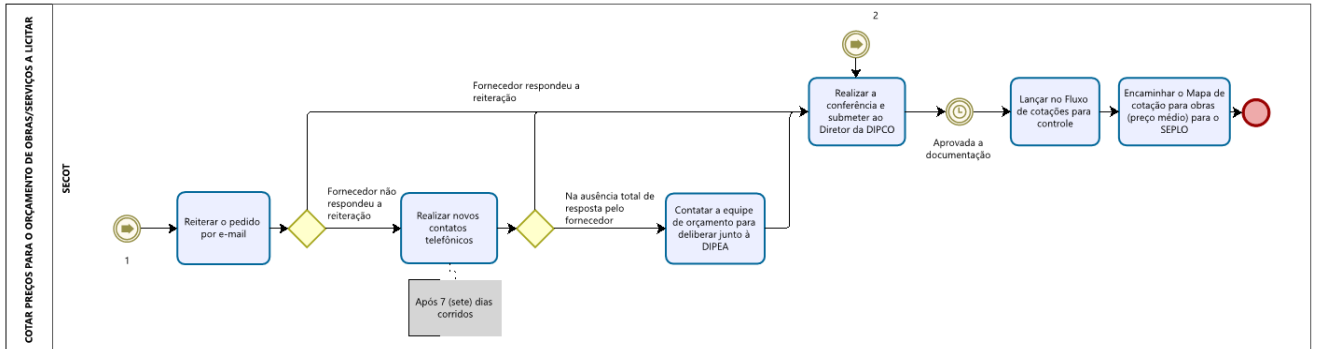 COTAR PREÇOS PARA O ORÇAMENTO DE OBRAS/SERVIÇOS A LICITAR
SECOT
2
Fornecedor respondeu a
reiteração
Realizar a
conferência e
submeter ao
Diretor da DIPCO
Aprovada a
documentação
Lançar no Fluxo
de cotações para
controle
Encaminhar o Mapa de
cotação para obras
(preço médio) para o
SEPLO
1
Reiterar o pedido
por e-mail
Fornecedor não
respondeu a
reiteração
Realizar novos
contatos
telefônicos
Na ausência total de
resposta pelo
fornecedor
Contatar a equipe
de orçamento para
deliberar junto à
DIPEA
Após 7 (sete) dias
corridos